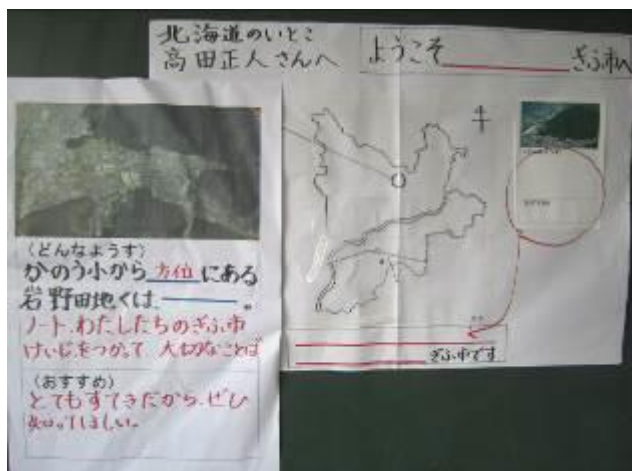 北海道のいとこ
高田正人さんへ
ようこそ ぎふ市へ
(どんなようす)
かのう小から 方位 にある
岩野田地くは、 。
ノート、わたしたちのぎふ市
けいじをつかって 大切なことば
(おすすめ)
とてもすてきだから、ぜひ
知ってほしい。
ぎふ市です